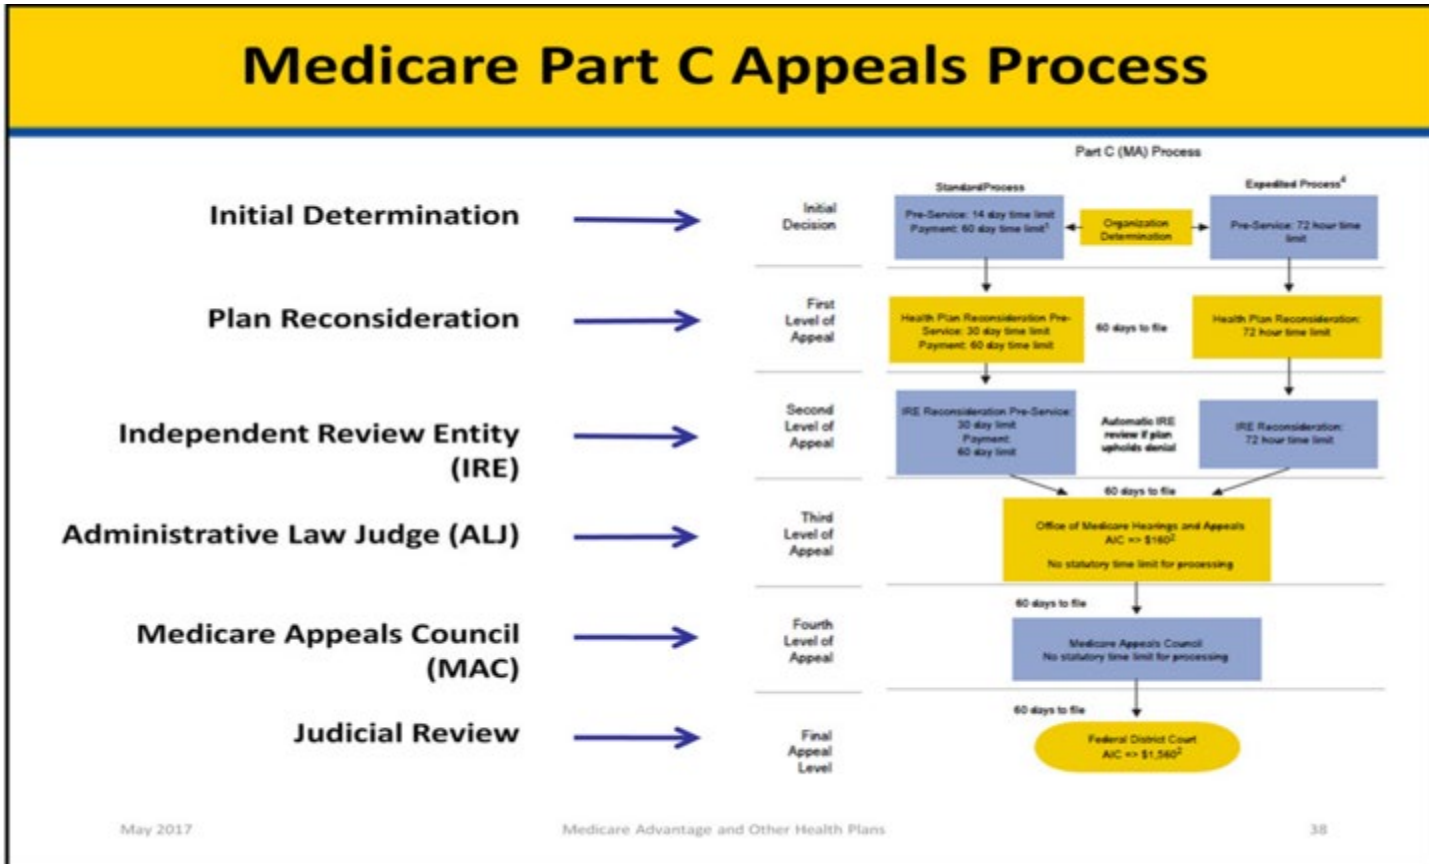 Medicare Part C Appeals Process
Part C (MA) Process
Standard Process
Expedited Process⁴
Initial Determination
Initial
Decision
Pre-Service: 14 day time limit
Payment: 60 day time limit¹
Organization
Determination
Pre-Service: 72 hour time
limit
Plan Reconsideration
First
Level of
Appeal
Health Plan Reconsideration Pre-
Service: 30 day time limit
Payment: 60 day time limit
60 days to file
Health Plan Reconsideration:
72 hour time limit
Independent Review Entity
(IRE)
Second
Level of
Appeal
IRE Reconsideration Pre-Service:
30 day limit
Payment:
60 day limit
Automatic IRE
review if plan
upholds denial
IRE Reconsideration:
72 hour time limit
60 days to file
Administrative Law Judge (ALJ)
Third
Level of
Appeal
Office of Medicare Hearings and Appeals
AIC => $160²
No statutory time limit for processing
60 days to file
Medicare Appeals Council
(MAC)
Fourth
Level of
Appeal
Medicare Appeals Council
No statutory time limit for processing
60 days to file
Judicial Review
Final
Appeal
Level
Federal District Court
AIC => $1,560²
May 2017
Medicare Advantage and Other Health Plans
38